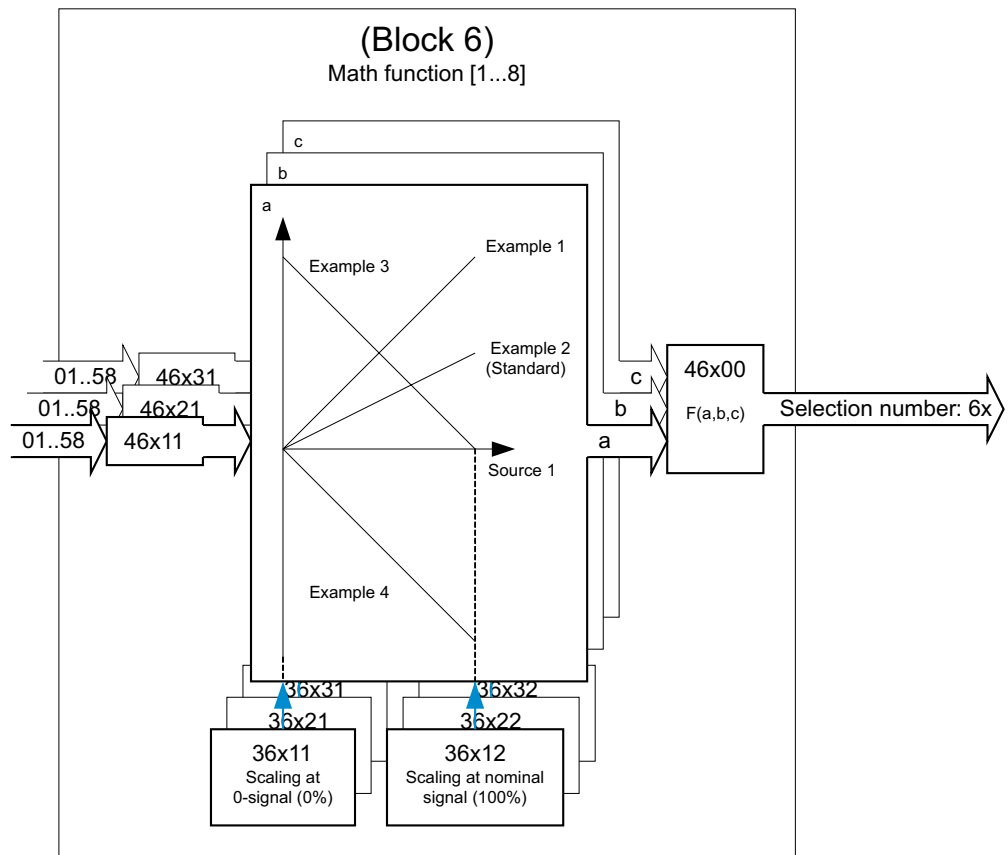 (Block 6)
Math function [1...8]
c
b
a
Example 1
Example 3
Example 2
(Standard)
01..58
46x31
c
46x00
01..58
46x21
b
F(a,b,c)
Selection number: 6x
01..58
46x11
a
Source 1
Example 4
36x31
36x32
36x21
36x22
36x11
Scaling at
0-signal (0%)
36x12
Scaling at nominal
signal (100%)